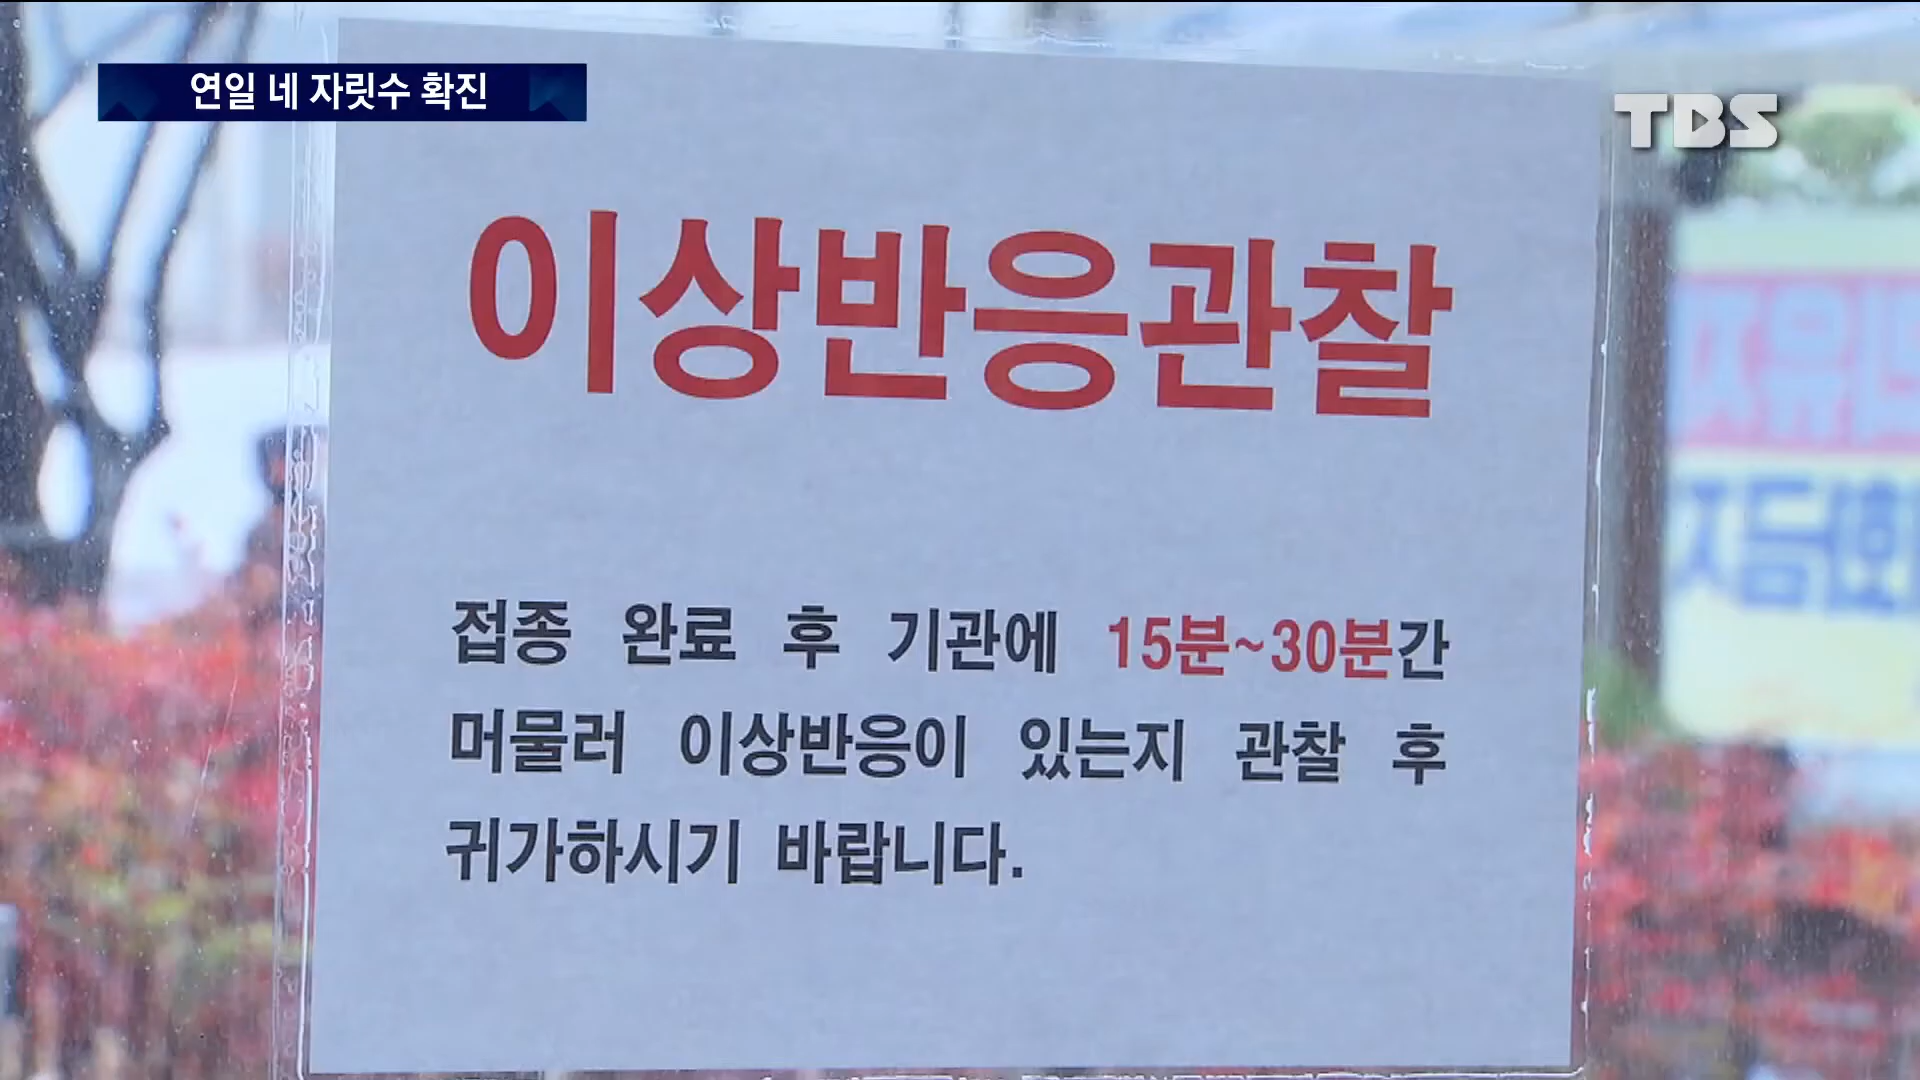 연일 네 자릿수 확진
TBS
이상반응관찰
접종 완료 후 기관에 15분~30분간
머물러 이상반응이 있는지 관찰 후
귀가하시기 바랍니다.